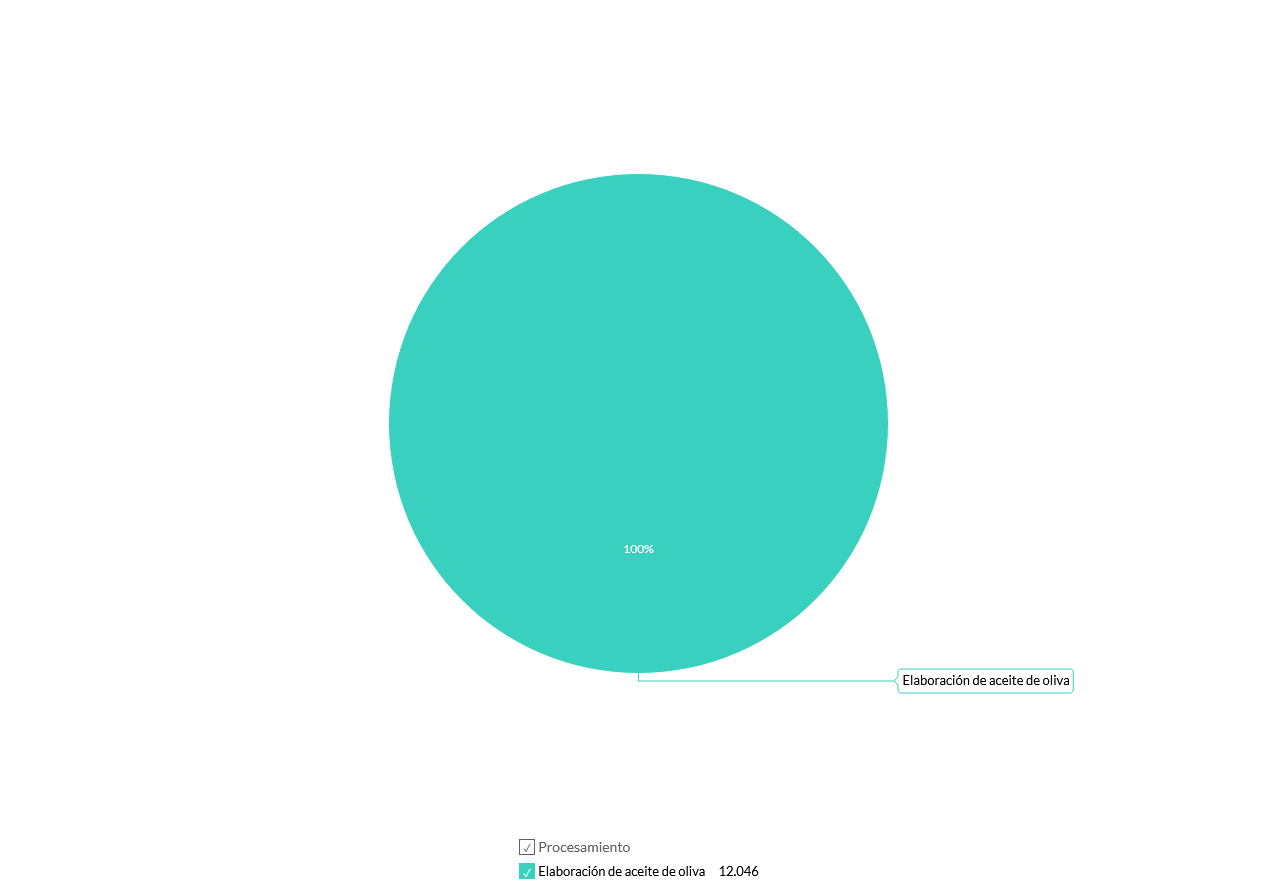 100%
Elaboración de aceite de oliva
Procesamiento
Elaboración de aceite de oliva 12.046